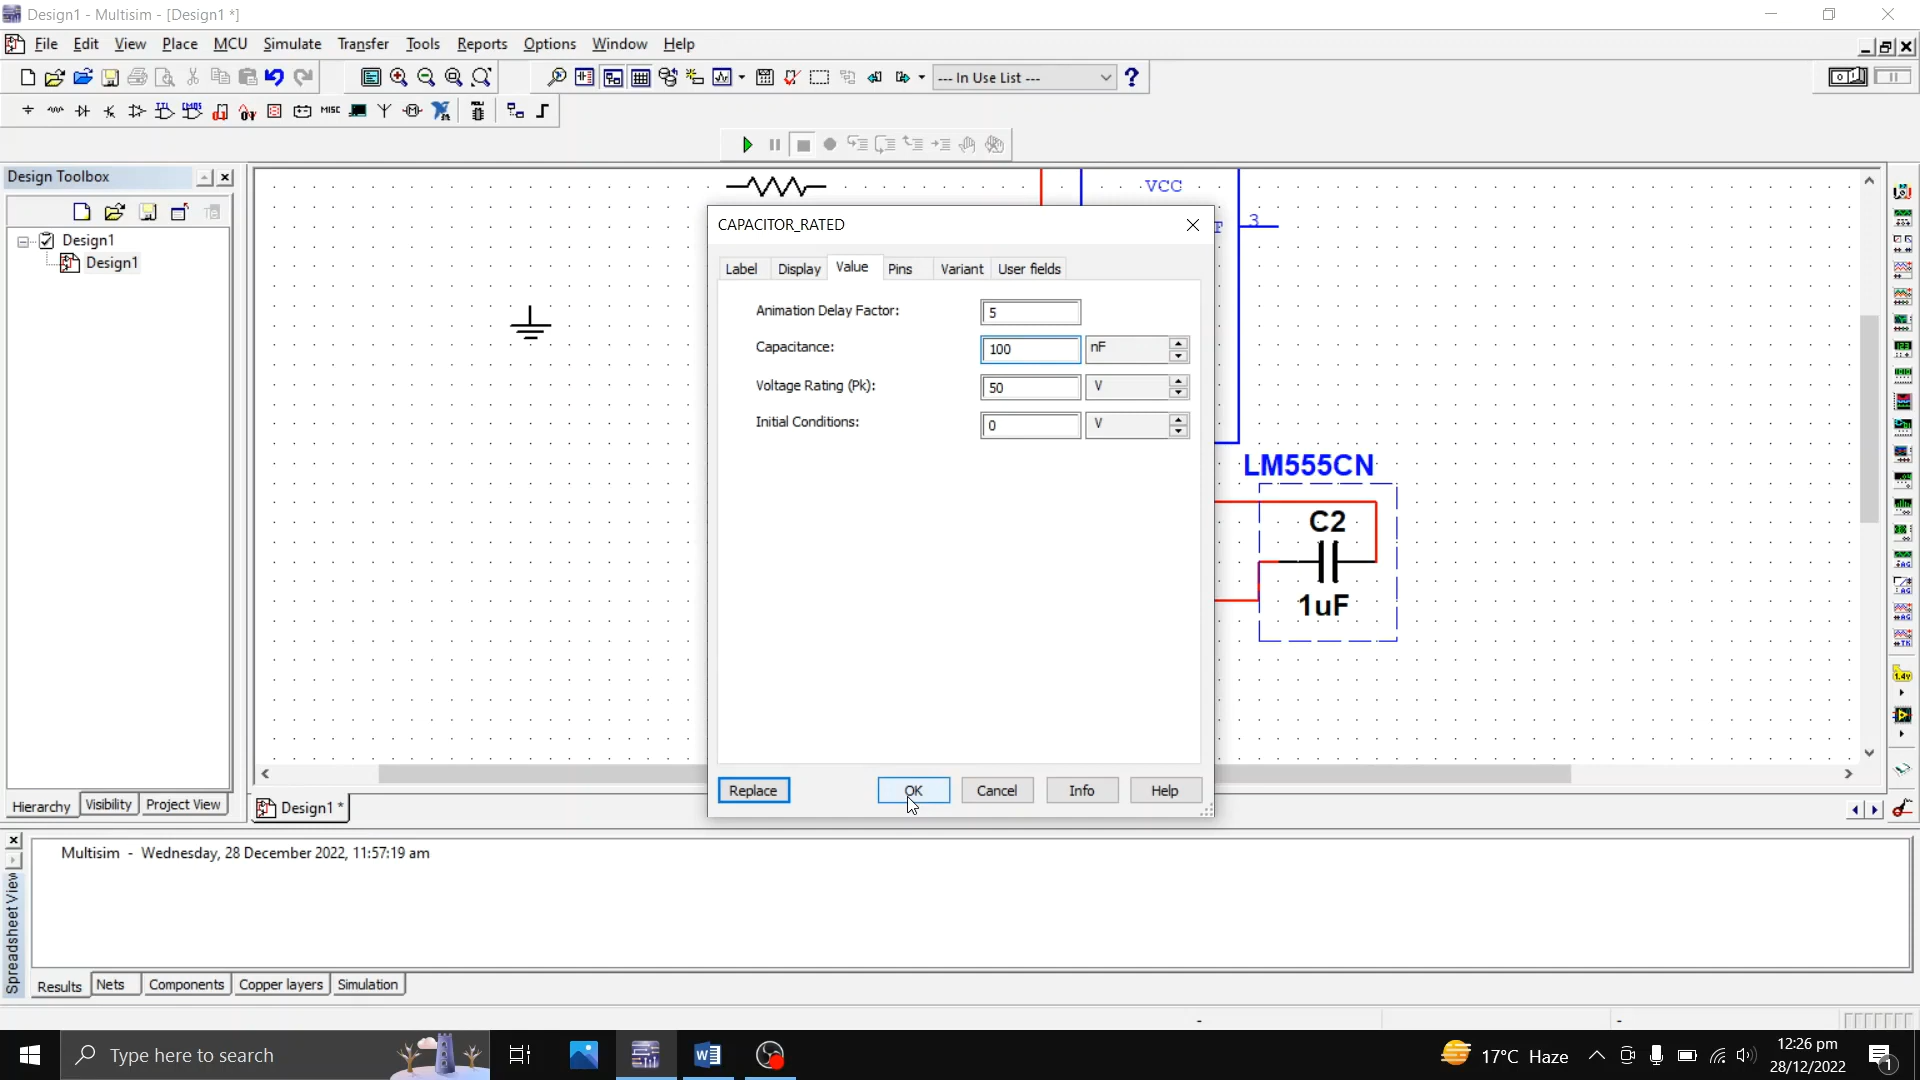 Design1 - Multisim - [Design1 *]
File Edit View Place MCU Simulate Transfer Tools Reports Options Window Help
--- In Use List ---
MISC
Design Toolbox
Design1
Design1
Hierarchy Visibility Project View
VCC
3
LM555CN
C2
1uF
CAPACITOR_RATED
Label Display Value Pins Variant User fields
Animation Delay Factor: 5
Capacitance: 100 nF
Voltage Rating (Pk): 50 V
Initial Conditions: 0 V
Replace OK Cancel Info Help
Design1 *
Spreadsheet View
Multisim - Wednesday, 28 December 2022, 11:57:19 am
Results Nets Components Copper layers Simulation
Type here to search
17°C Haze
12:26 pm
28/12/2022
1